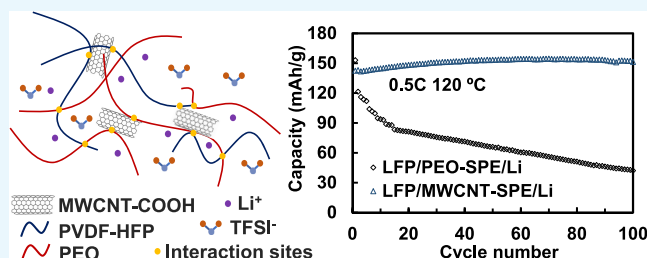 MWCNT-COOH
Li⁺
PVDF-HFP
TFSI⁻
PEO
Interaction sites
Capacity (mAh/g)
180
150
120
90
60
30
0.5C 120 ºC
LFP/PEO-SPE/Li
LFP/MWCNT-SPE/Li
0 20 40 60 80 100
Cycle number